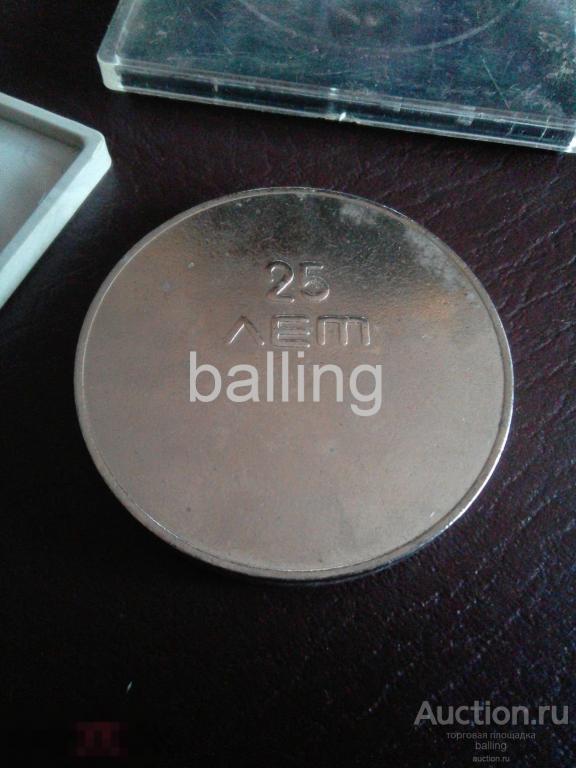 25
ЛЕТ
balling
Auction.ru
торговая площадка
balling
auction.ru